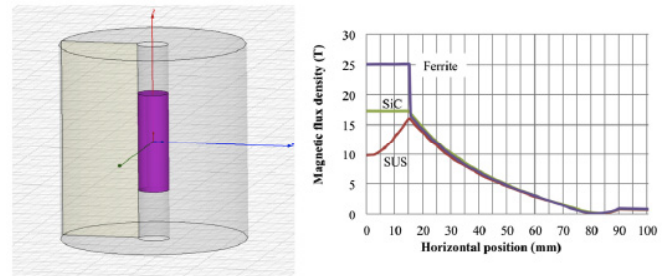 Magnetic flux density (T)
30
25
20
15
10
5
0
Ferrite
SiC
SUS
0 10 20 30 40 50 60 70 80 90 100
Horizontal position (mm)